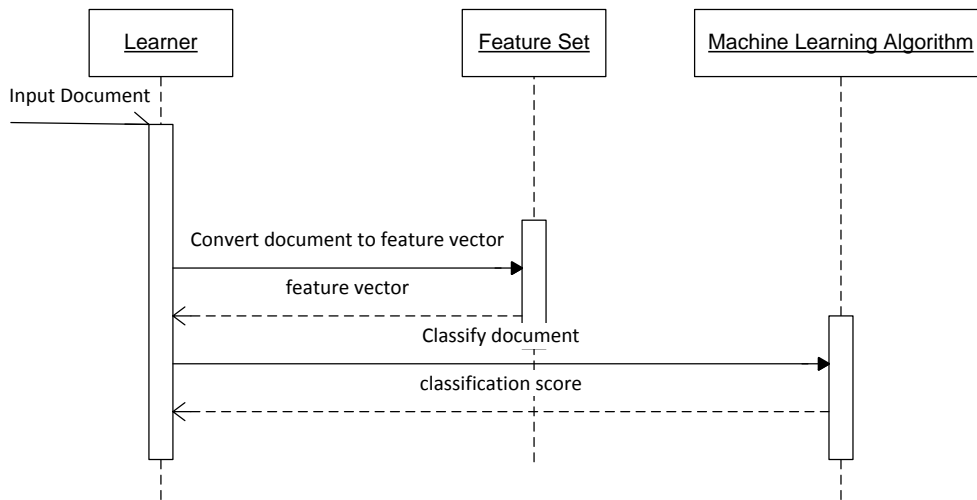 Learner
Feature Set
Machine Learning Algorithm
Input Document
Convert document to feature vector
feature vector
Classify document
classification score